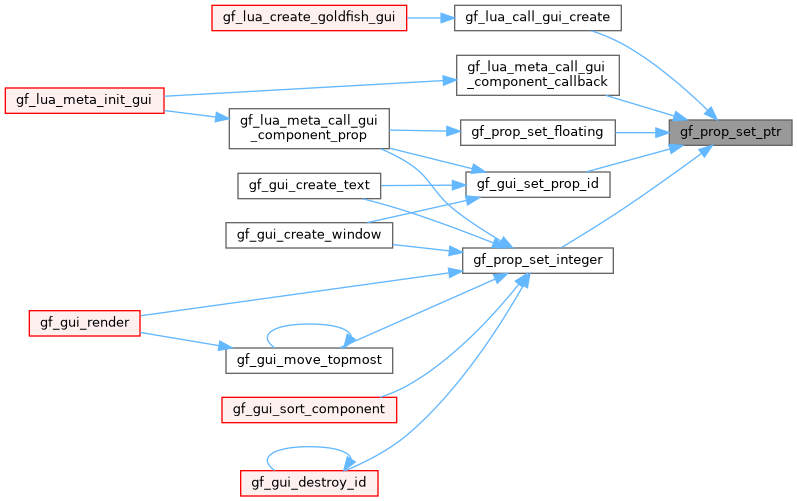 gf_lua_create_goldfish_gui
gf_lua_call_gui_create
gf_lua_meta_call_gui
_component_callback
gf_lua_meta_init_gui
gf_lua_meta_call_gui
_component_prop
gf_prop_set_floating
gf_prop_set_ptr
gf_gui_create_text
gf_gui_set_prop_id
gf_gui_create_window
gf_prop_set_integer
gf_gui_render
gf_gui_move_topmost
gf_gui_sort_component
gf_gui_destroy_id